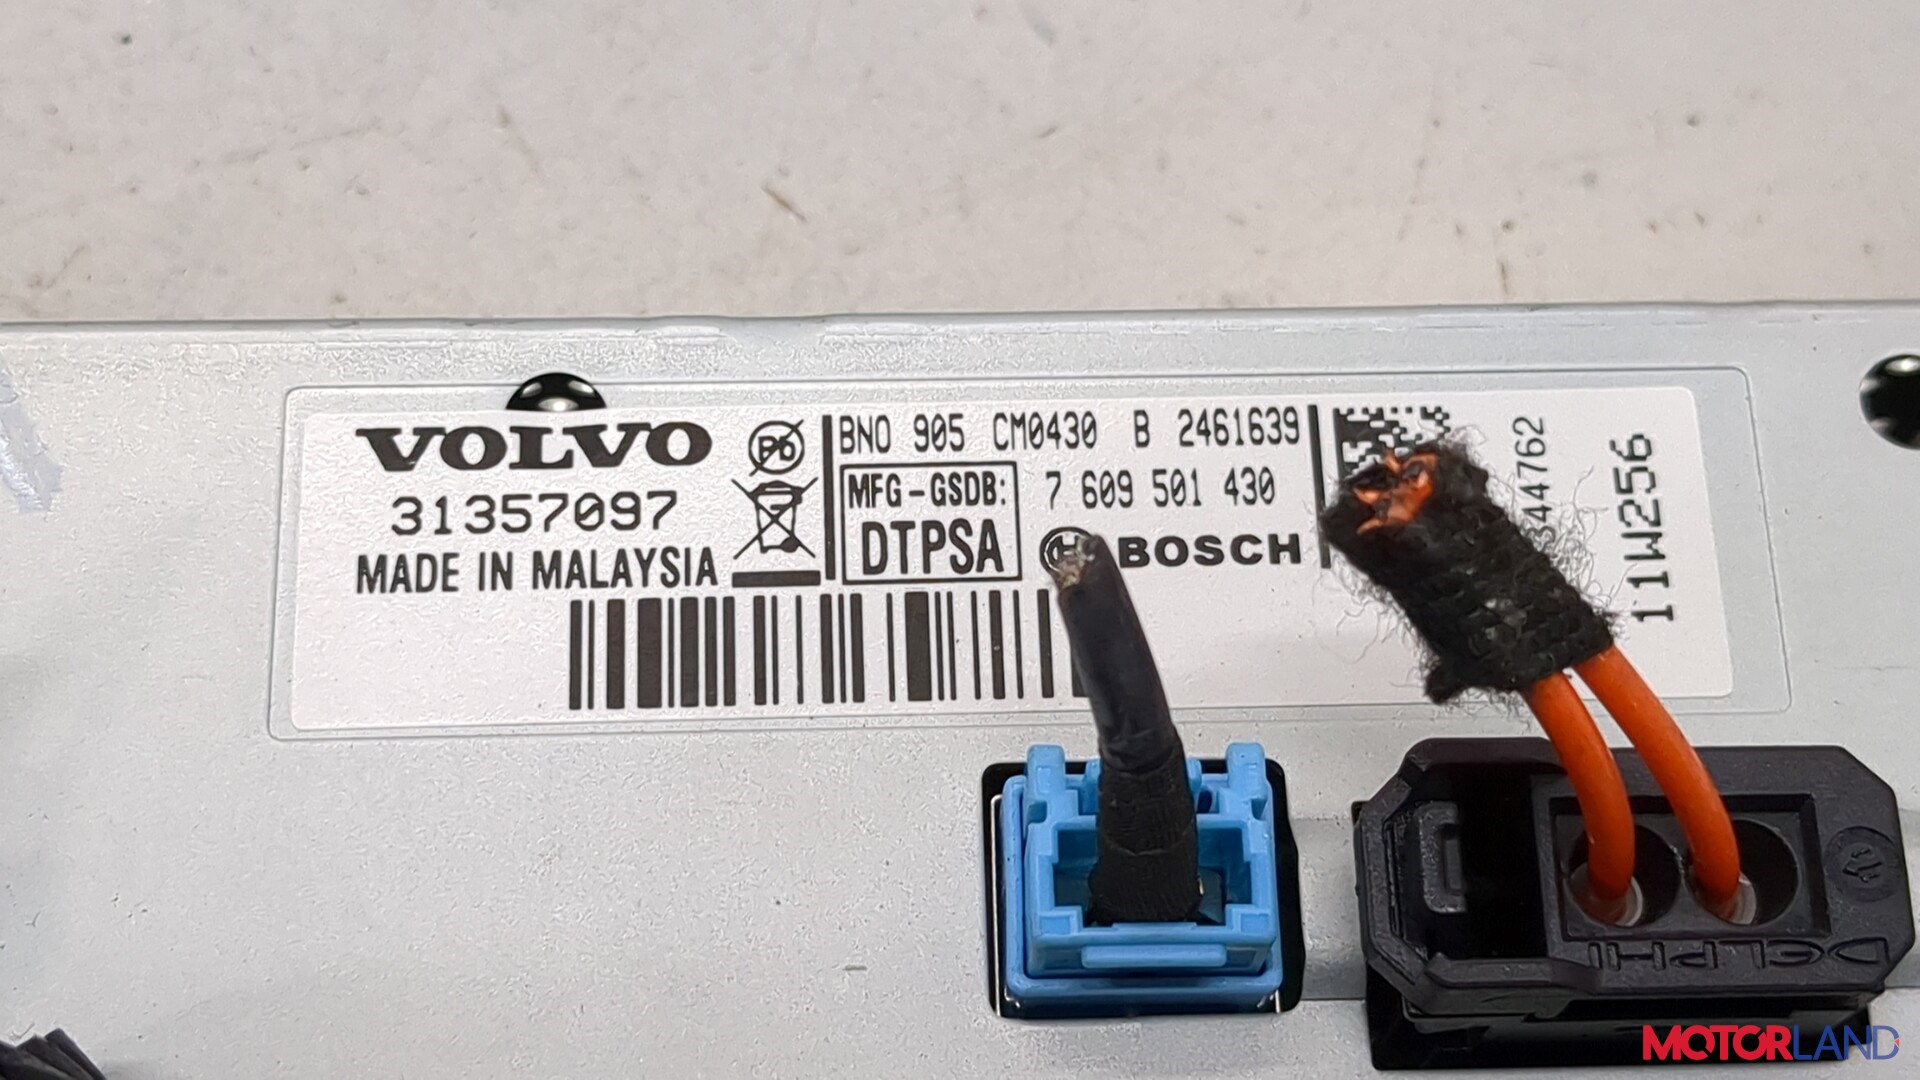 VOLVO
31357097
MADE IN MALAYSIA
Pb
BNO 905 CM0430 B 2461639
MFG-GSDB:
DTPSA
7 609 501 430
BOSCH
344762
11W256
DELPHI
MOTORLAND